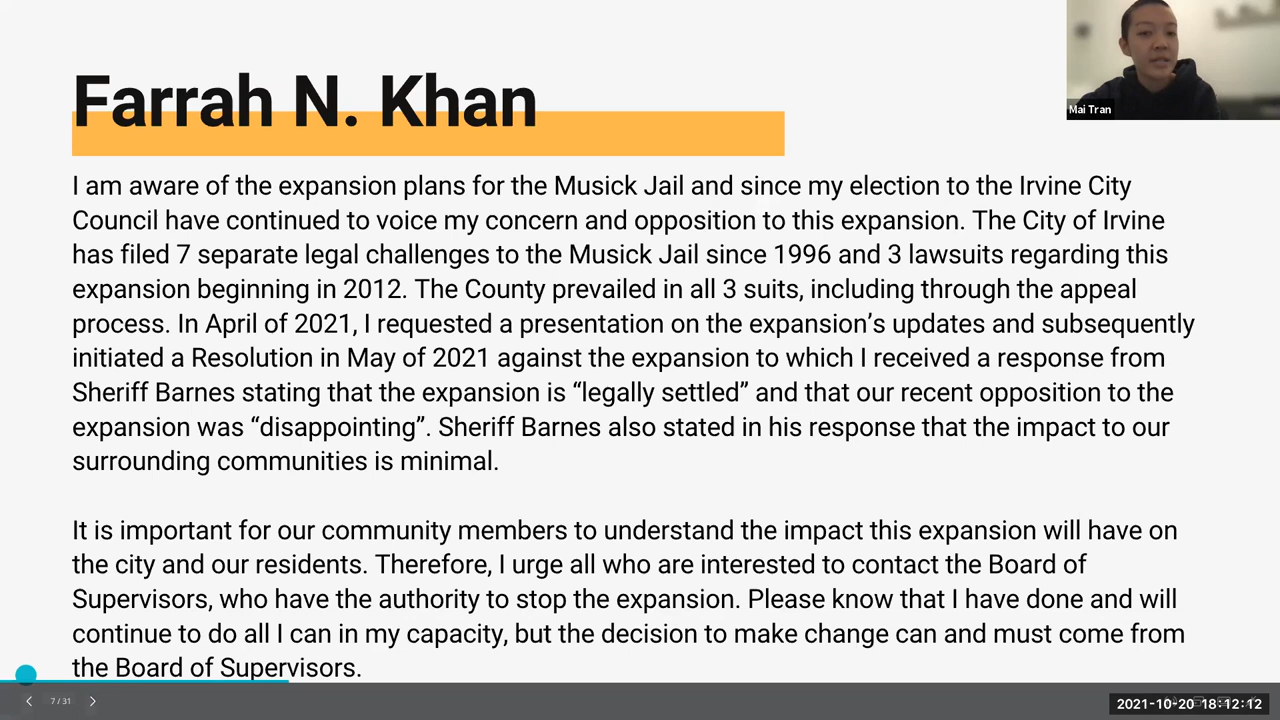 Mai Tran
Farrah N. Khan
I am aware of the expansion plans for the Musick Jail and since my election to the Irvine City
Council have continued to voice my concern and opposition to this expansion. The City of Irvine
has filed 7 separate legal challenges to the Musick Jail since 1996 and 3 lawsuits regarding this
expansion beginning in 2012. The County prevailed in all 3 suits, including through the appeal
process. In April of 2021, I requested a presentation on the expansion’s updates and subsequently
initiated a Resolution in May of 2021 against the expansion to which I received a response from
Sheriff Barnes stating that the expansion is “legally settled” and that our recent opposition to the
expansion was “disappointing”. Sheriff Barnes also stated in his response that the impact to our
surrounding communities is minimal.
It is important for our community members to understand the impact this expansion will have on
the city and our residents. Therefore, I urge all who are interested to contact the Board of
Supervisors, who have the authority to stop the expansion. Please know that I have done and will
continue to do all I can in my capacity, but the decision to make change can and must come from
the Board of Supervisors.
7 / 31
2021-10-20 18:12:12